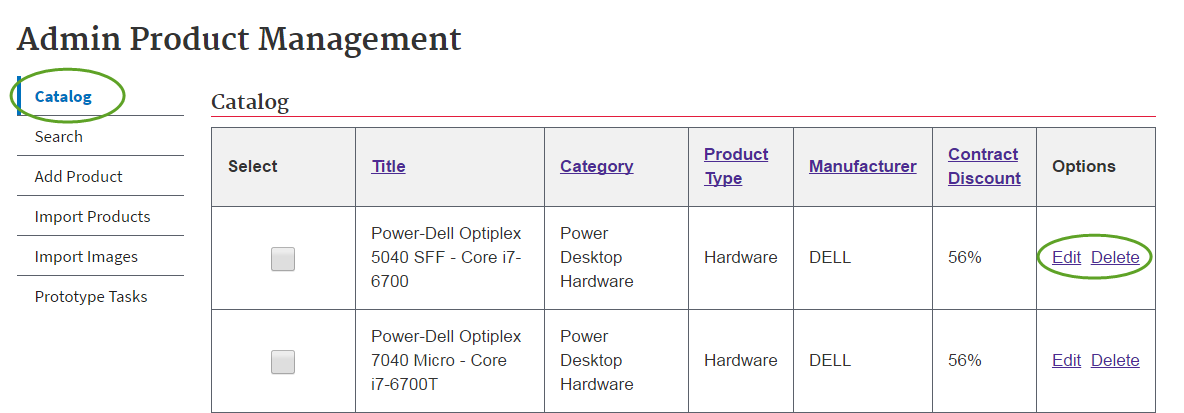 Admin Product Management
Catalog
Search
Add Product
Import Products
Import Images
Prototype Tasks
Catalog
Select Title Category Product Type Manufacturer Contract Discount Options
Power-Dell Optiplex 5040 SFF - Core i7-6700 Power Desktop Hardware Hardware DELL 56% Edit Delete
Power-Dell Optiplex 7040 Micro - Core i7-6700T Power Desktop Hardware Hardware DELL 56% Edit Delete